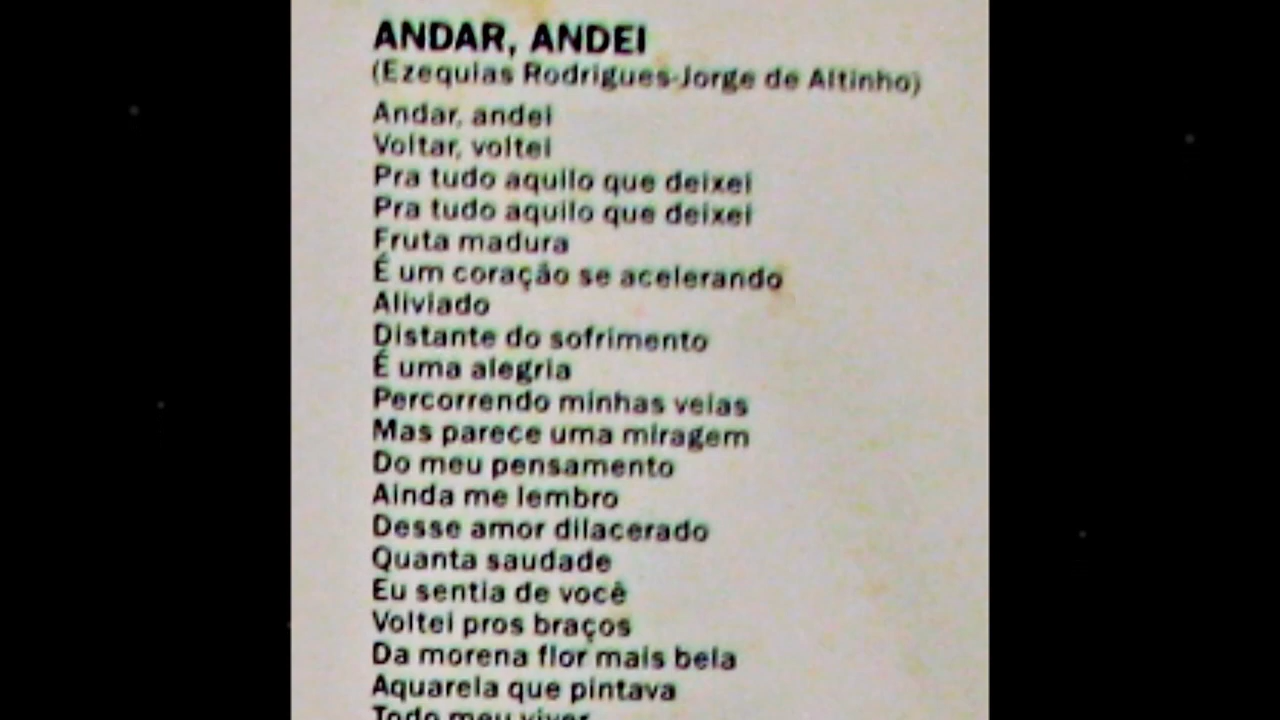 ANDAR, ANDEI
(Ezequias Rodrigues-Jorge de Altinho)
Andar, andei
Voltar, voltei
Pra tudo aquilo que deixei
Pra tudo aquilo que deixei
Fruta madura
É um coração se acelerando
Aliviado
Distante do sofrimento
É uma alegria
Percorrendo minhas veias
Mas parece uma miragem
Do meu pensamento
Ainda me lembro
Desse amor dilacerado
Quanta saudade
Eu sentia de você
Voltei pros braços
Da morena flor mais bela
Aquarela que pintava
Todo meu viver